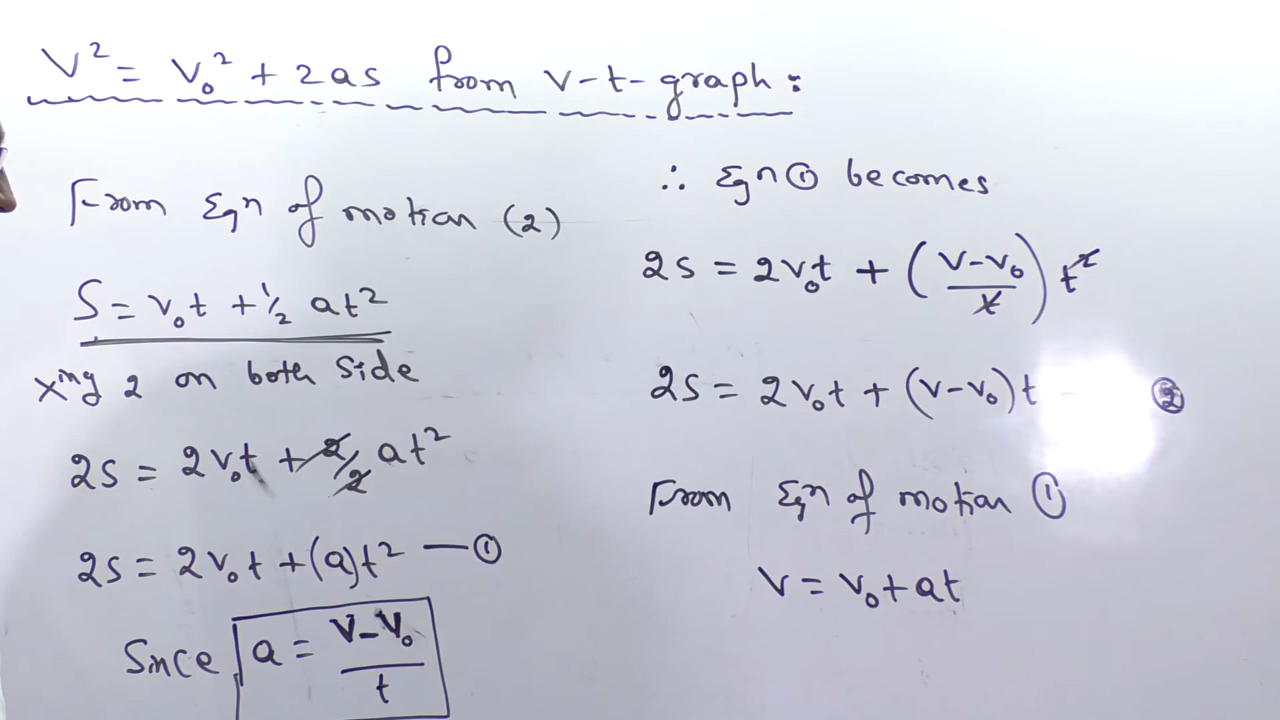 V² = V₀² + 2as from v-t-graph:
From Eqn of motion (2)
S = v₀t + 1/2 at²
xing 2 on both side
2s = 2v₀t + 2/2 at²
2s = 2v₀t + (a)t² — ①
Since a = V-V₀/t
∴ Eqn ① becomes
2s = 2v₀t + (V-V₀/t) t²
2s = 2v₀t + (v-v₀)t ②
From Eqn of motion ①
V = V₀ + at